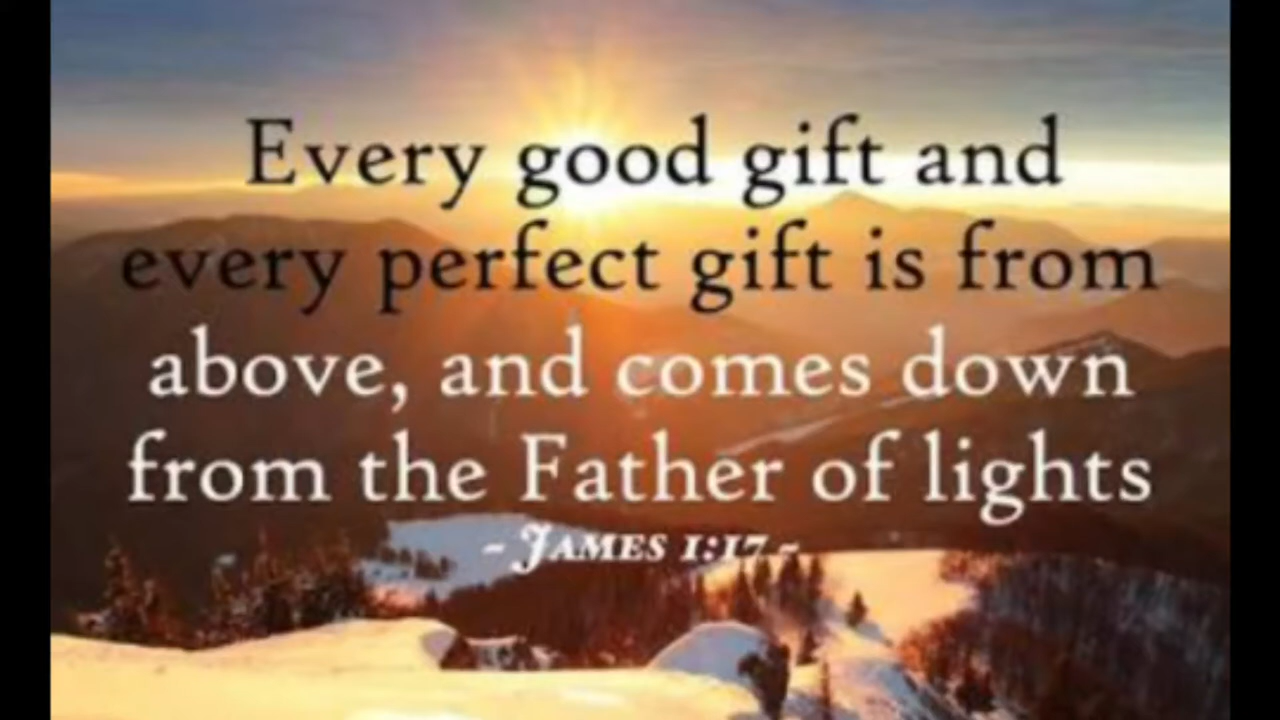 Every good gift and
every perfect gift is from
above, and comes down
from the Father of lights
~ JAMES 1:17 ~